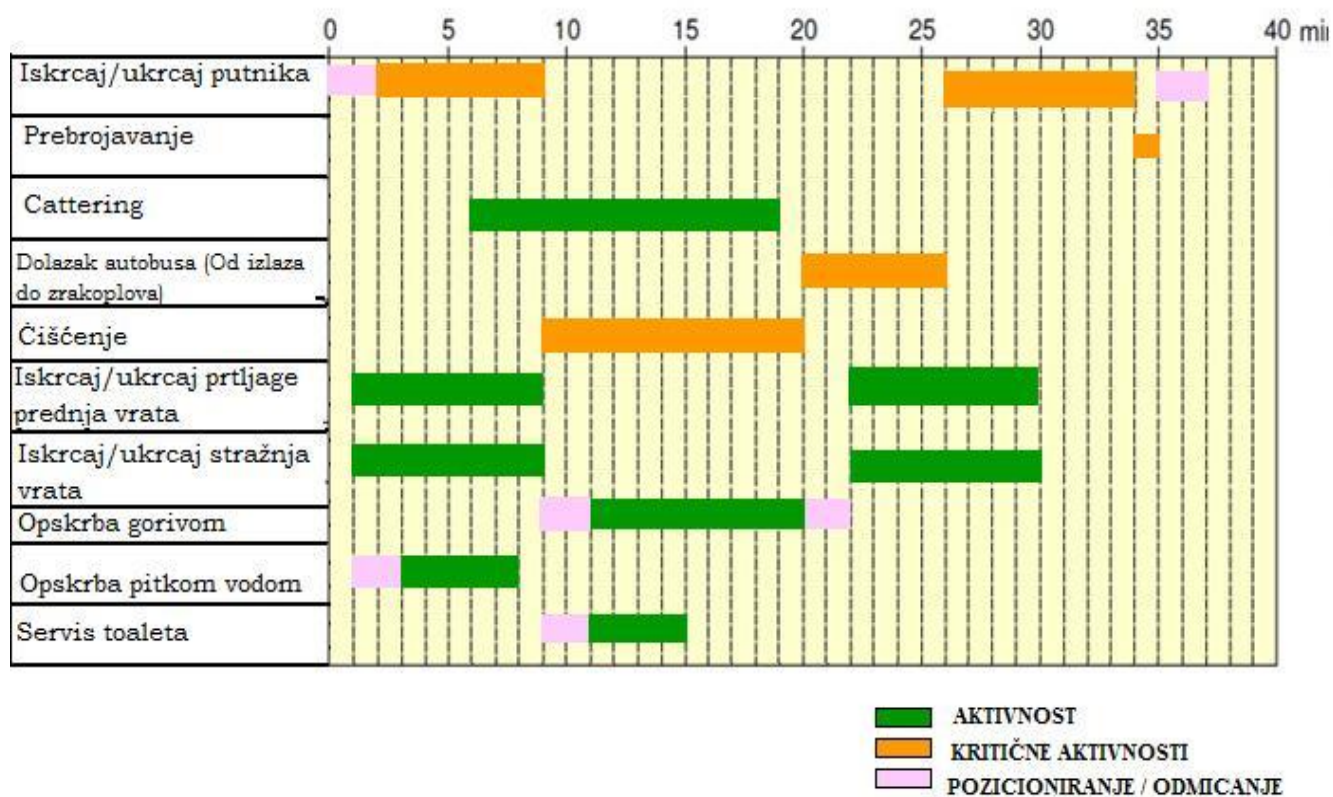 0 5 10 15 20 25 30 35 40 min
Iskrcaj/ukrcaj putnika
Prebrojavanje
Cattering
Dolazak autobusa (Od izlaza
do zrakoplova)
Čišćenje
Iskrcaj/ukrcaj prtljage
prednja vrata
Iskrcaj/ukrcaj stražnja
vrata
Opskrba gorivom
Opskrba pitkom vodom
Servis toaleta
AKTIVNOST
KRITIČNE AKTIVNOSTI
POZICIONIRANJE / ODMICANJE